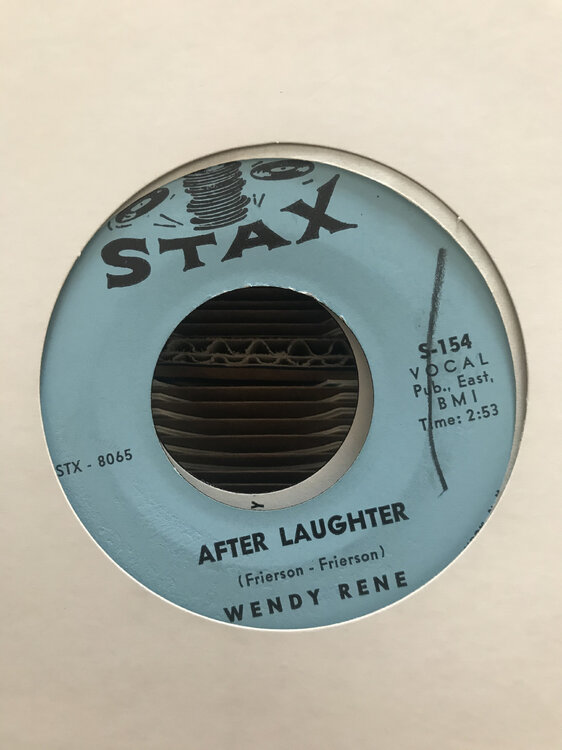 STAX
S-154
VOCAL
Pub., East,
BMI
Time: 2:53
STX - 8065
AFTER LAUGHTER
(Frierson - Frierson)
WENDY RENE